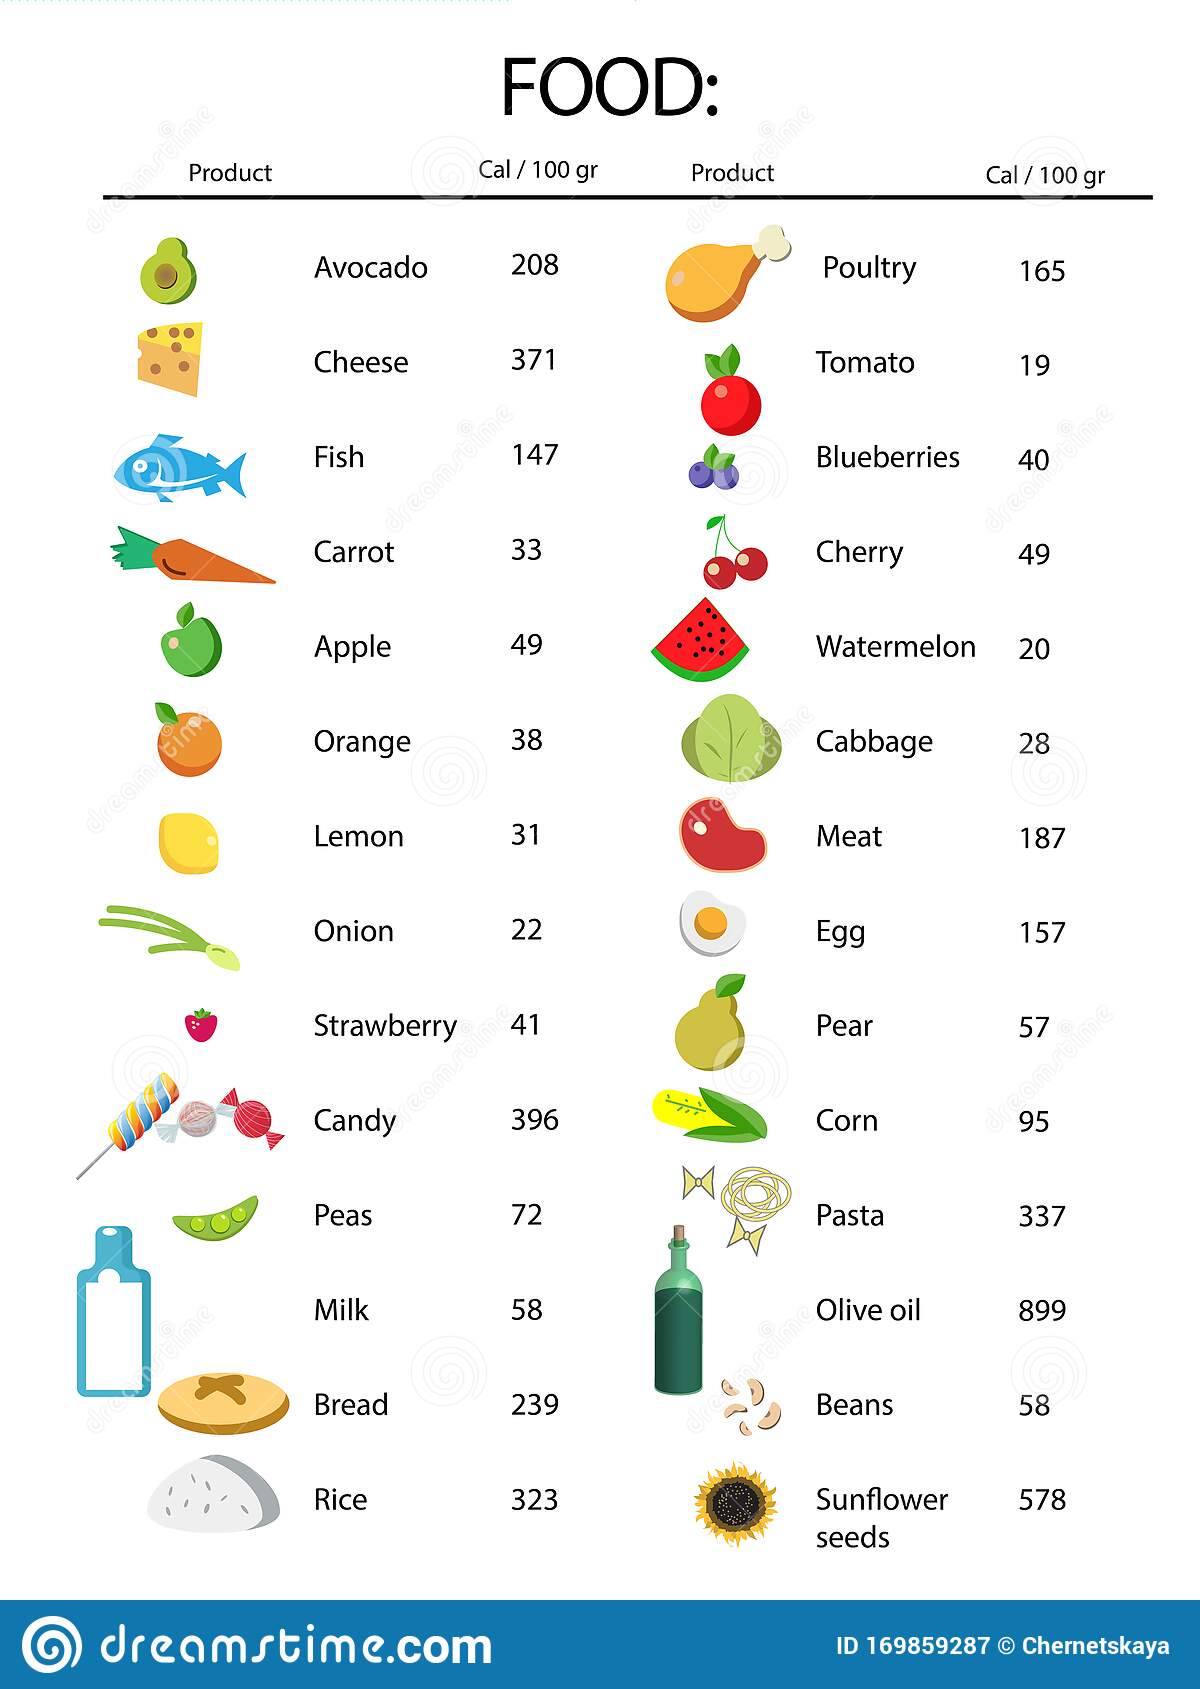 FOOD:
Product Cal / 100 gr Product Cal / 100 gr
Avocado 208 Poultry 165
Cheese 371 Tomato 19
Fish 147 Blueberries 40
Carrot 33 Cherry 49
Apple 49 Watermelon 20
Orange 38 Cabbage 28
Lemon 31 Meat 187
Onion 22 Egg 157
Strawberry 41 Pear 57
Candy 396 Corn 95
Peas 72 Pasta 337
Milk 58 Olive oil 899
Bread 239 Beans 58
Rice 323 Sunflower 578
seeds
dreamstime.com ID 169859287 © Chernetskaya